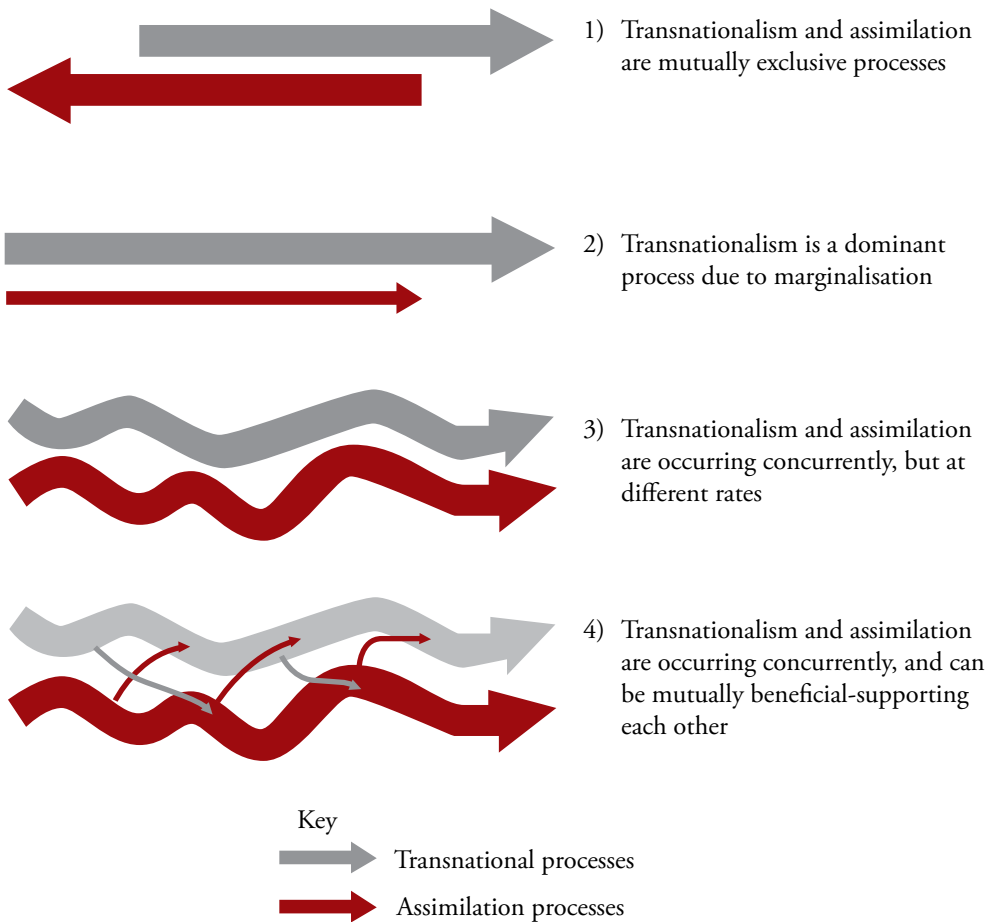 1) Transnationalism and assimilation
are mutually exclusive processes
2) Transnationalism is a dominant
process due to marginalisation
3) Transnationalism and assimilation
are occurring concurrently, but at
different rates
4) Transnationalism and assimilation
are occurring concurrently, and can
be mutually beneficial-supporting
each other
Key
Transnational processes
Assimilation processes